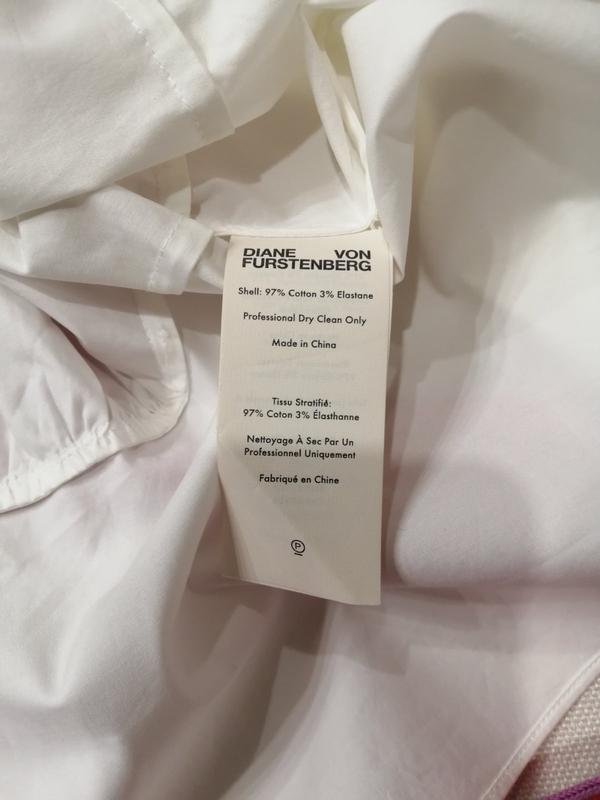 DIANE VON
FURSTENBERG
Shell: 97% Cotton 3% Elastane
Professional Dry Clean Only
Made in China
Tissu Stratifié:
97% Coton 3% Élasthanne
Nettoyage À Sec Par Un
Professionnel Uniquement
Fabriqué en Chine
P